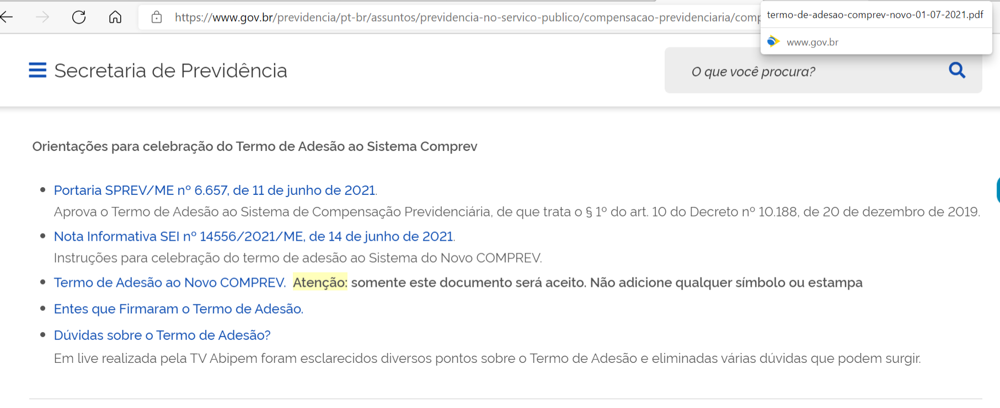 https://www.gov.br/previdencia/pt-br/assuntos/previdencia-no-servico-publico/compensacao-previdenciaria/comp
termo-de-adesao-comprev-novo-01-07-2021.pdf
www.gov.br
Secretaria de Previdência
O que você procura?
Orientações para celebração do Termo de Adesão ao Sistema Comprev
Portaria SPREV/ME nº 6.657, de 11 de junho de 2021.
Aprova o Termo de Adesão ao Sistema de Compensação Previdenciária, de que trata o § 1º do art. 10 do Decreto nº 10.188, de 20 de dezembro de 2019.
Nota Informativa SEI nº 14556/2021/ME, de 14 de junho de 2021.
Instruções para celebração do termo de adesão ao Sistema do Novo COMPREV.
Termo de Adesão ao Novo COMPREV. Atenção: somente este documento será aceito. Não adicione qualquer símbolo ou estampa
Entes que Firmaram o Termo de Adesão.
Dúvidas sobre o Termo de Adesão?
Em live realizada pela TV Abipem foram esclarecidos diversos pontos sobre o Termo de Adesão e eliminadas várias dúvidas que podem surgir.